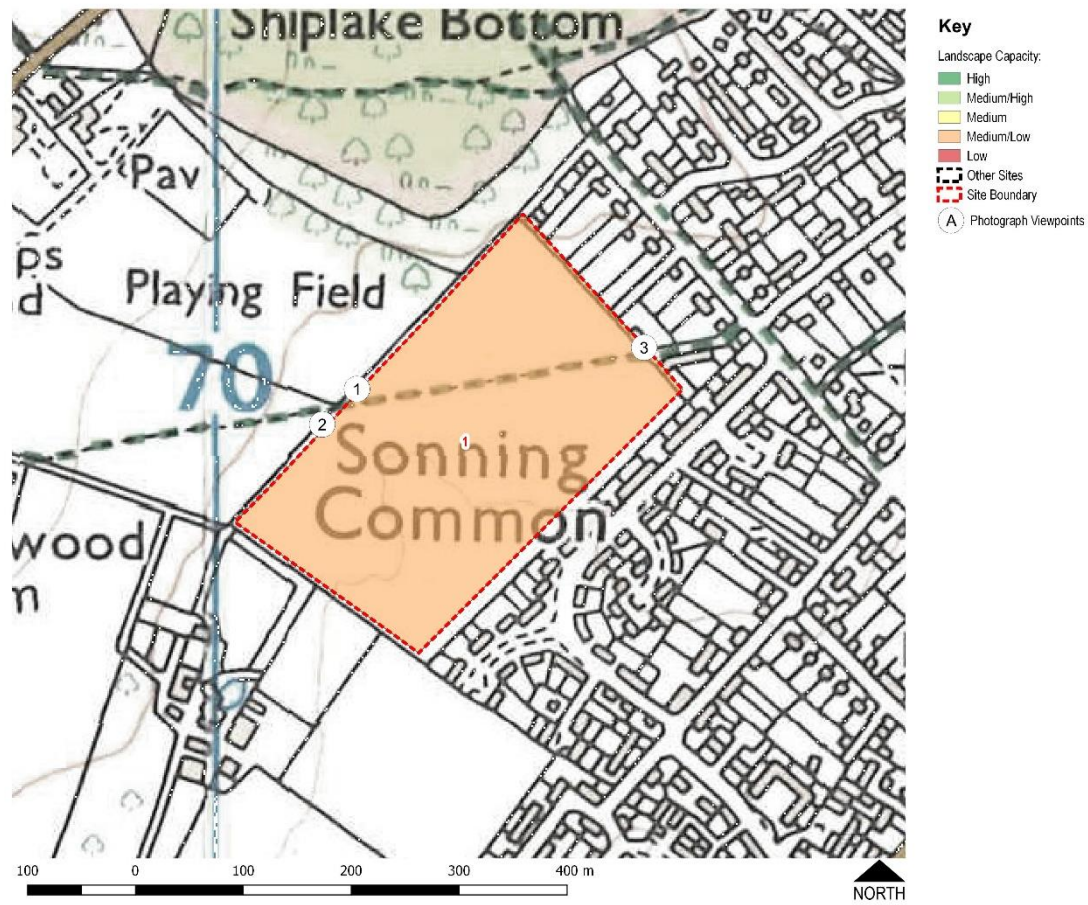 Shiplake Bottom
Pav
ps
d
Playing Field
70
1
2
3
1
Sonning
Common
wood
m
100 0 100 200 300 400 m
NORTH
Key
Landscape Capacity:
High
Medium/High
Medium
Medium/Low
Low
Other Sites
Site Boundary
A Photograph Viewpoints